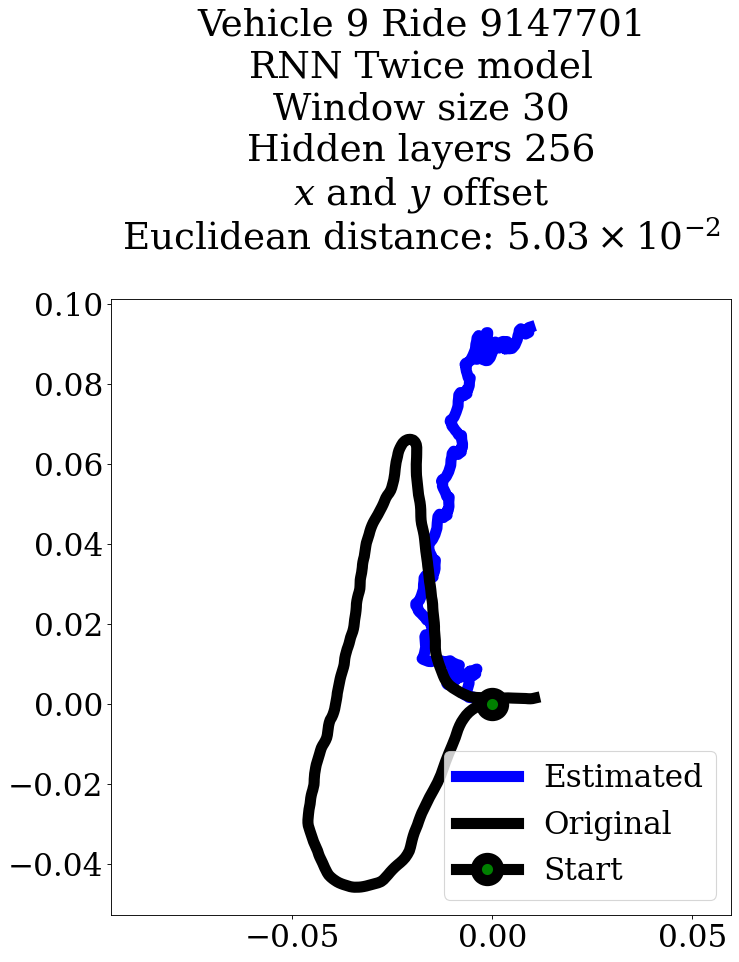 Vehicle 9 Ride 9147701
RNN Twice model
Window size 30
Hidden layers 256
x and y offset
Euclidean distance: 5.03 × 10⁻²
0.10
0.08
0.06
0.04
0.02
0.00
−0.02
−0.04
Estimated
Original
Start
−0.05
0.00
0.05